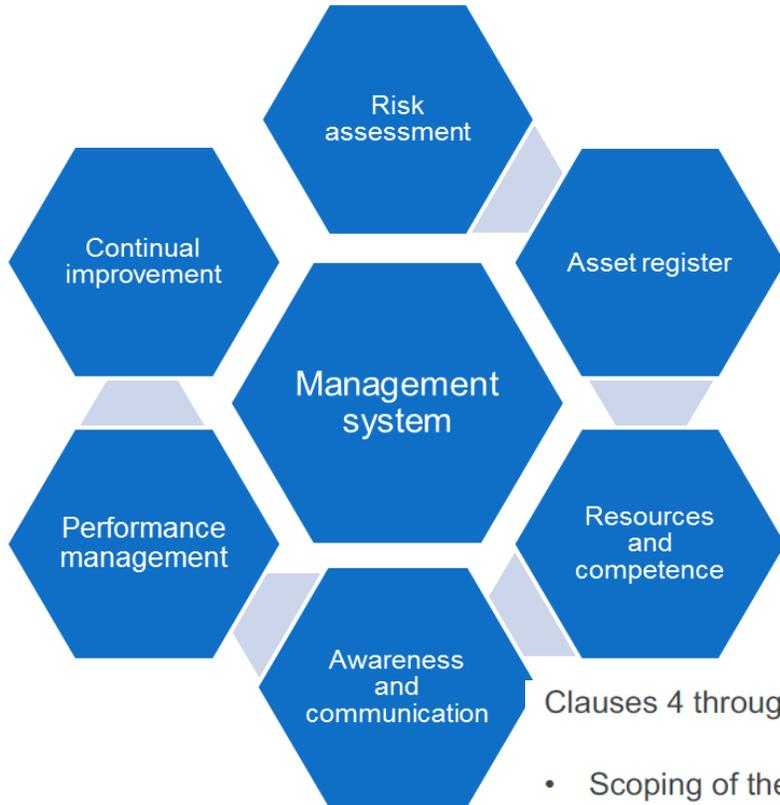 Risk
assessment
Continual
improvement
Asset register
Management
system
Performance
management
Resources
and
competence
Awareness
and
communication
Clauses 4 throug
• Scoping of the